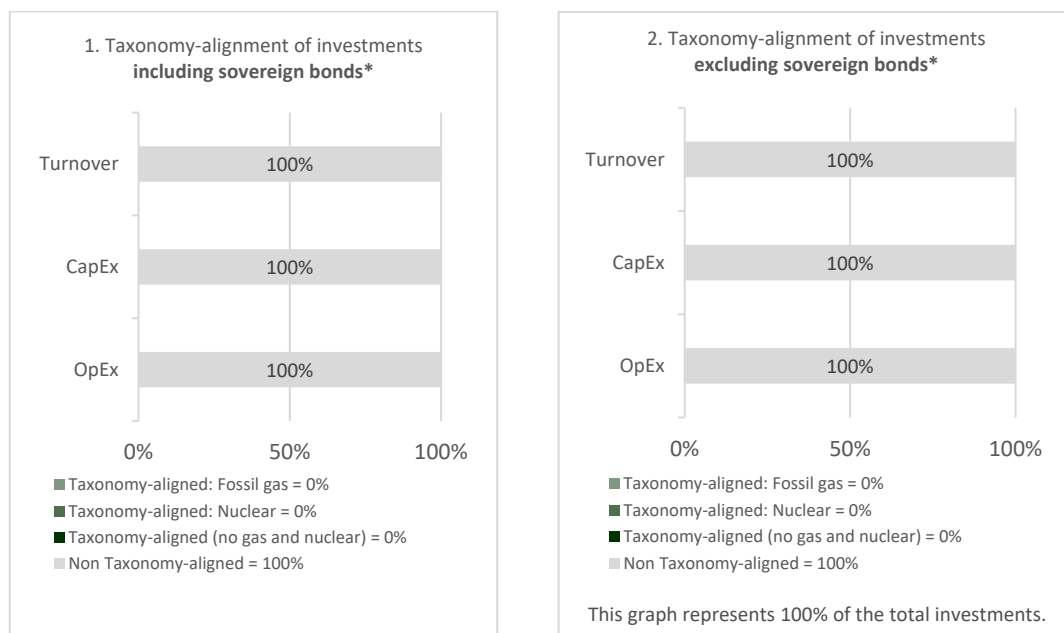 1. Taxonomy-alignment of investments
including sovereign bonds*
Turnover
100%
CapEx
100%
OpEx
100%
0%
50%
100%
Taxonomy-aligned: Fossil gas = 0%
Taxonomy-aligned: Nuclear = 0%
Taxonomy-aligned (no gas and nuclear) = 0%
Non Taxonomy-aligned = 100%
2. Taxonomy-alignment of investments
excluding sovereign bonds*
Turnover
100%
CapEx
100%
OpEx
100%
0%
50%
100%
Taxonomy-aligned: Fossil gas = 0%
Taxonomy-aligned: Nuclear = 0%
Taxonomy-aligned (no gas and nuclear) = 0%
Non Taxonomy-aligned = 100%
This graph represents 100% of the total investments.